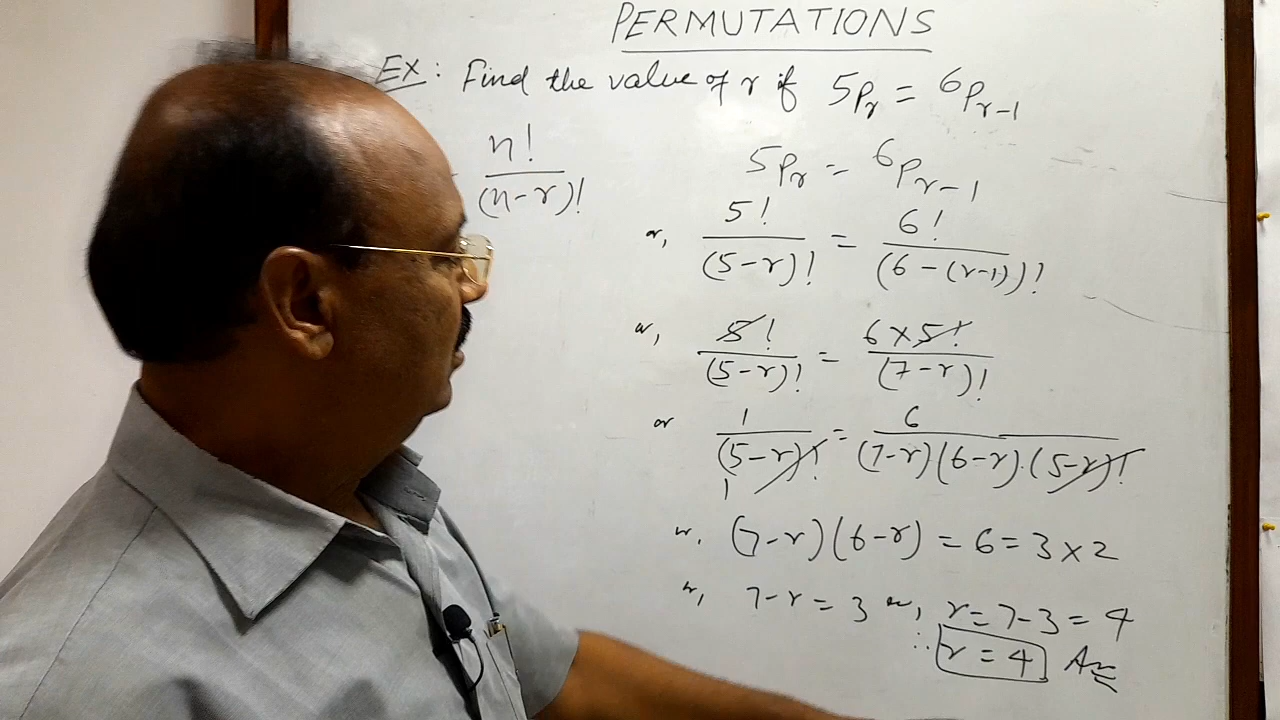 PERMUTATIONS
EX: Find the value of r if 5Pr = 6Pr-1
n!/(n-r)!
5Pr = 6Pr-1
or, 5!/(5-r)! = 6!/(6-(r-1))!
or, 5!/(5-r)! = 6×5!/(7-r)!
or 1/(5-r)! = 6/(7-r)(6-r).(5-r)!
1
or, (7-r)(6-r) = 6 = 3×2
or, 7-r = 3 or, r = 7-3 = 4
∴ r = 4 Ans